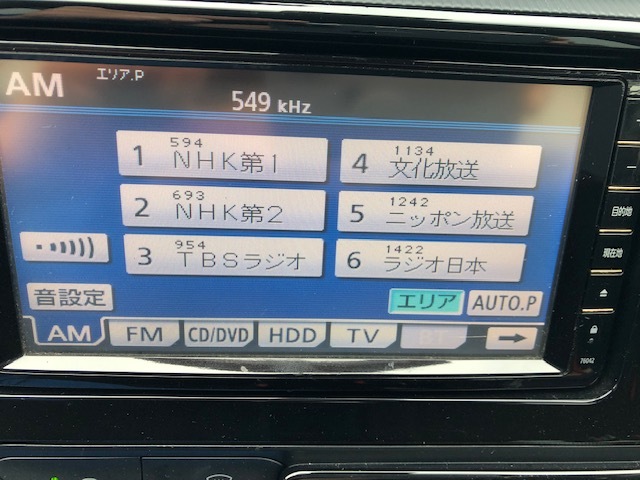 AM エリア.P
549 kHz
594
1 NHK第1
1134
4 文化放送
693
2 NHK第2
1242
5 ニッポン放送
954
3 TBSラジオ
1422
6 ラジオ日本
目的地
現在地
音設定
エリア AUTO.P
AM FM CD/DVD HDD TV BT
76042